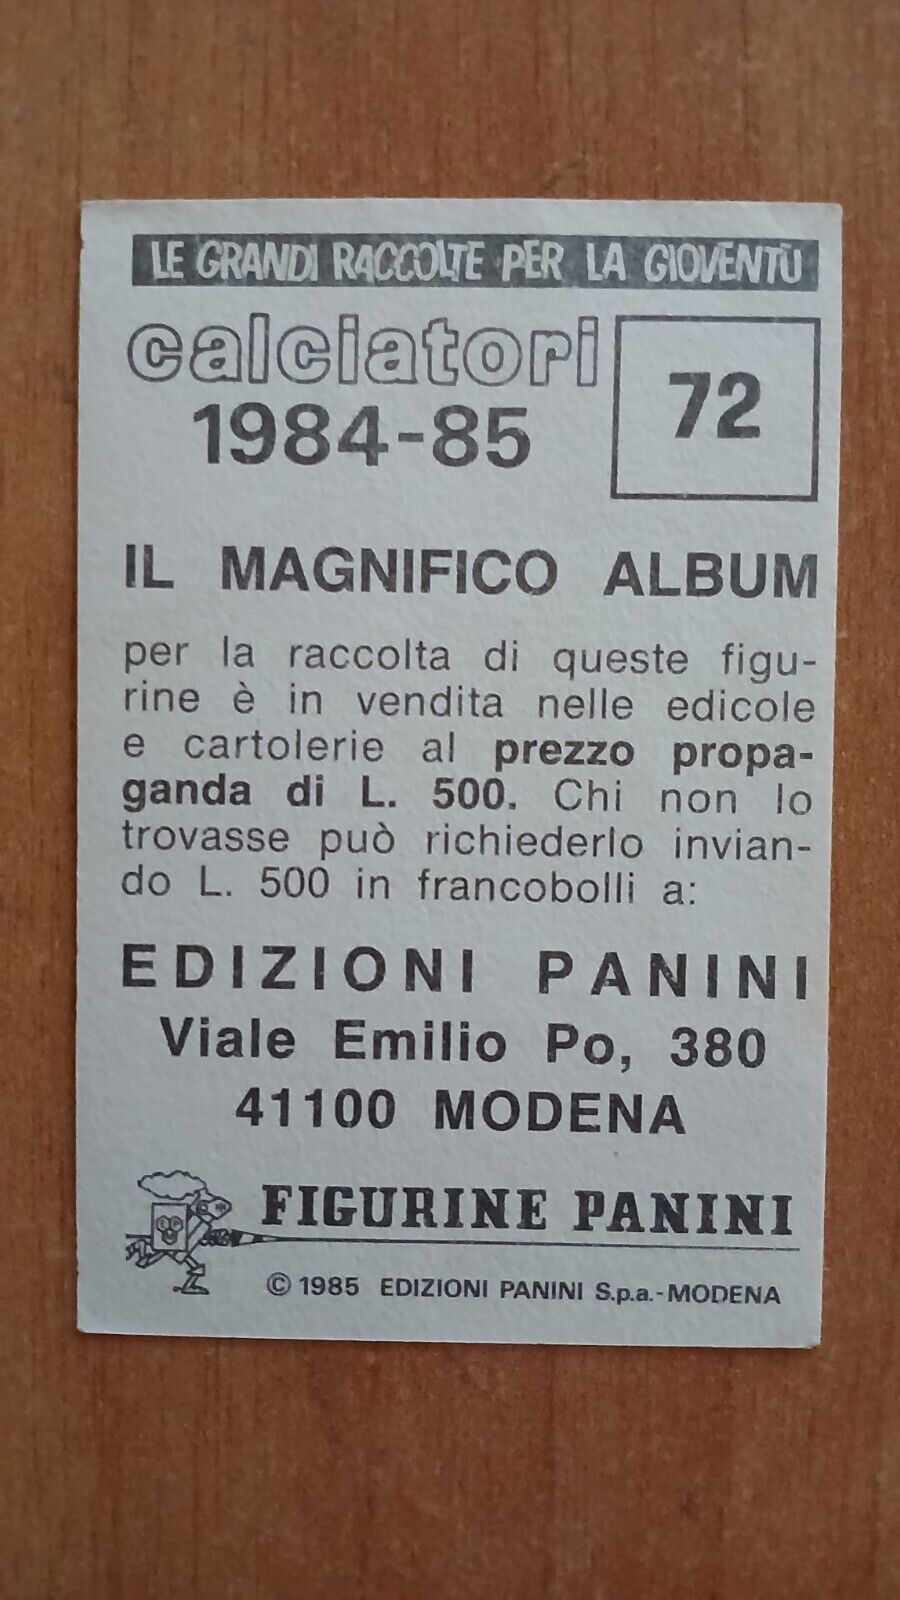 LE GRANDI RACCOLTE PER LA GIOVENTÙ
calciatori
1984-85
72
IL MAGNIFICO ALBUM
per la raccolta di queste figu-
rine è in vendita nelle edicole
e cartolerie al prezzo propa-
ganda di L. 500. Chi non lo
trovasse può richiederlo invian-
do L. 500 in francobolli a:
EDIZIONI PANINI
Viale Emilio Po, 380
41100 MODENA
FIGURINE PANINI
© 1985 EDIZIONI PANINI S.p.a.-MODENA